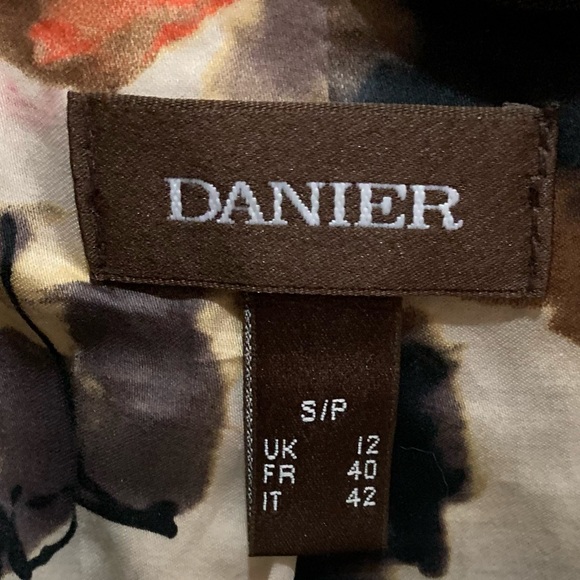 DANIER
S/P
UK 12
FR 40
IT 42